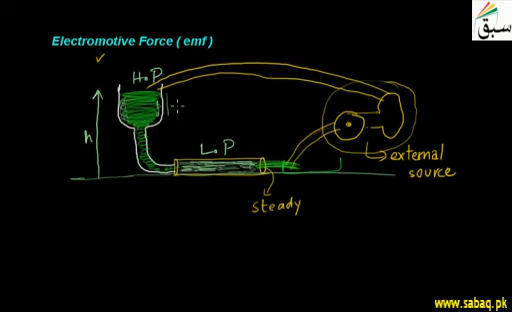 Electromotive Force ( emf )
سبق
H.P
h
L.P
external
source
steady
www.sabaq.pk